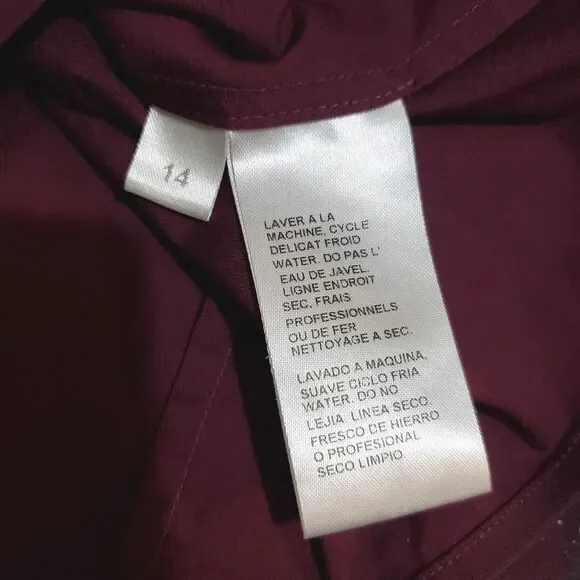 14
LAVER A LA
MACHINE, CYCLE
DELICAT FROID
WATER. DO PAS L'
EAU DE JAVEL.
LIGNE ENDROIT
SEC, FRAIS
PROFESSIONNELS
OU DE FER
NETTOYAGE A SEC.
LAVADO A MAQUINA,
SUAVE CICLO FRIA
WATER. DO NO
LEJIA. LINEA SECO.
FRESCO DE HIERRO
O PROFESIONAL
SECO LIMPIO